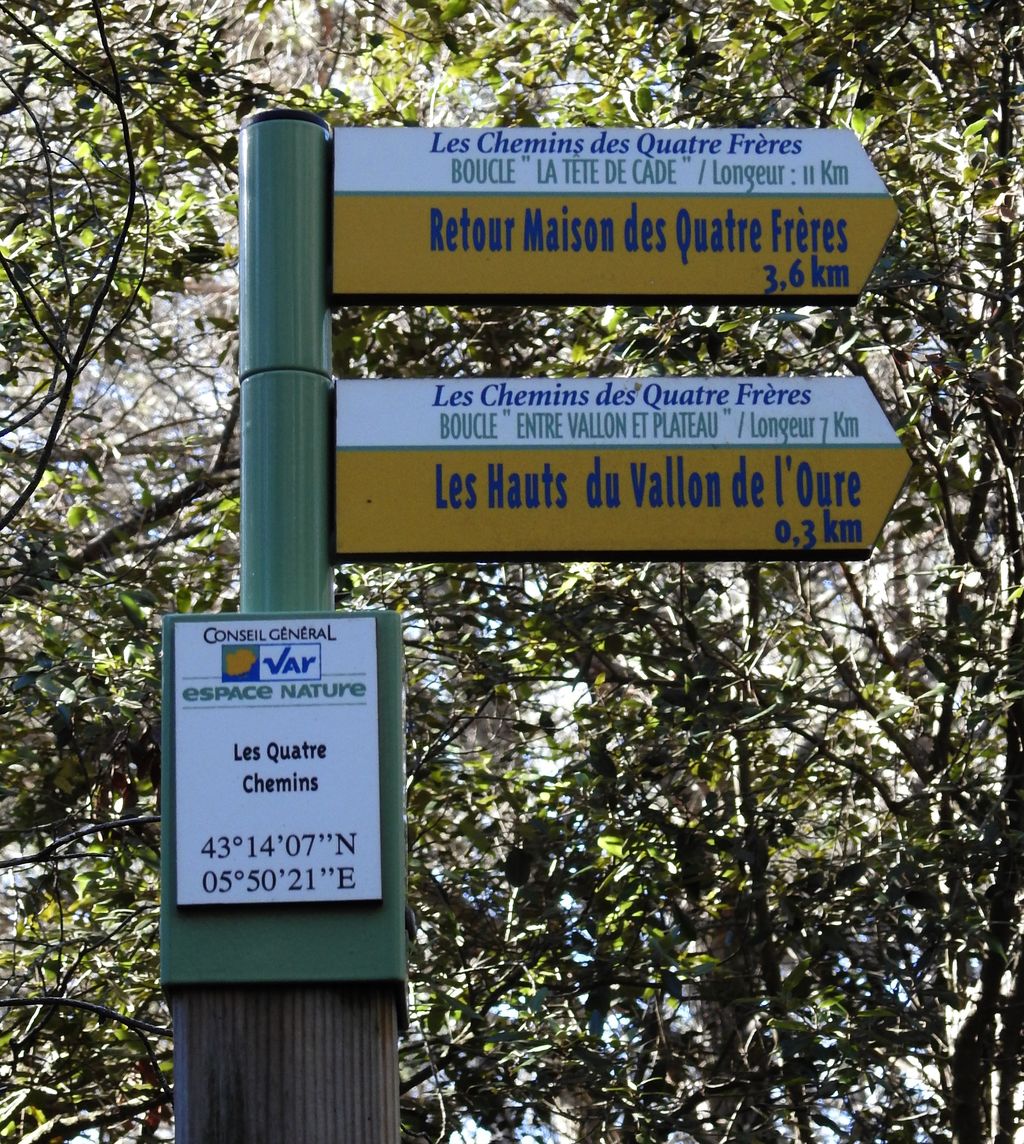 Les Chemins des Quatre Frères
BOUCLE " LA TÊTE DE CADE " / Longeur : 11 Km
Retour Maison des Quatre Frères
3,6 km
Les Chemins des Quatre Frères
BOUCLE " ENTRE VALLON ET PLATEAU " / Longeur 7 Km
Les Hauts du Vallon de l'Oure
0,3 km
CONSEIL GÉNÉRAL
Var
ESPACE NATURE
Les Quatre
Chemins
43°14'07’’N
05°50'21’’E